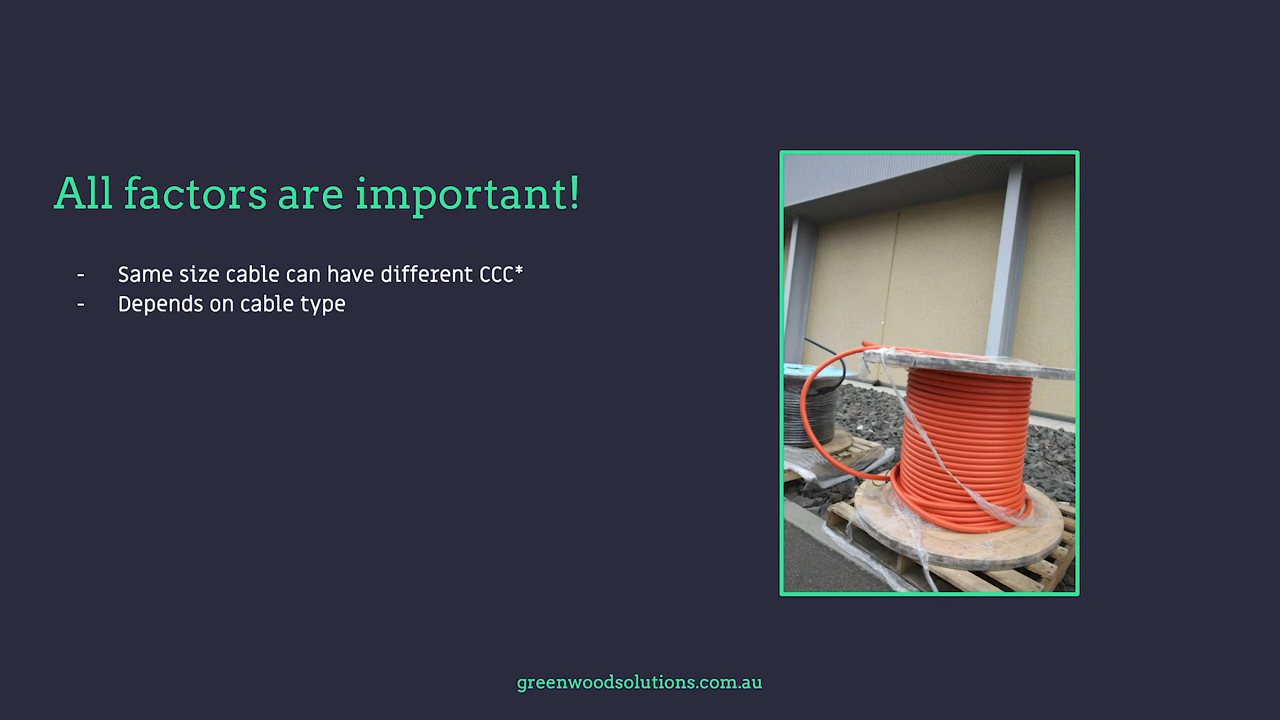 All factors are important!
- Same size cable can have different CCC*
- Depends on cable type
greenwoodsolutions.com.au